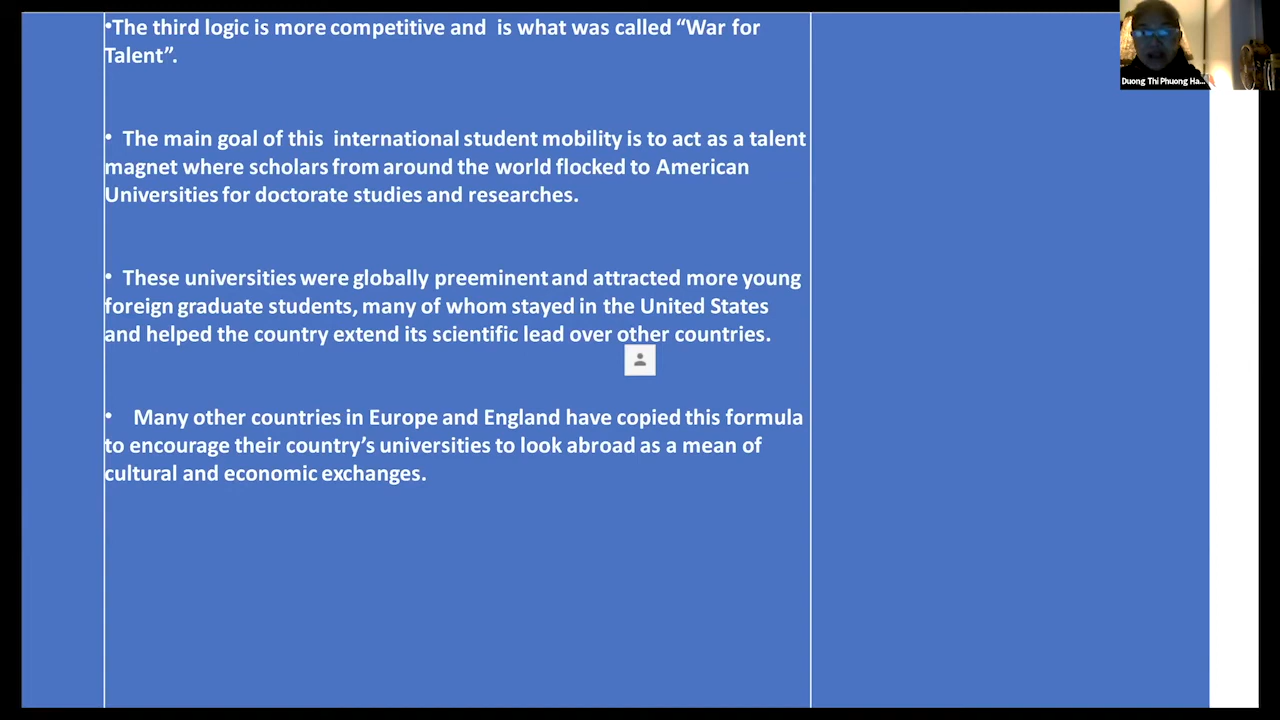 •The third logic is more competitive and is what was called “War for
Talent”.
• The main goal of this international student mobility is to act as a talent
magnet where scholars from around the world flocked to American
Universities for doctorate studies and researches.
• These universities were globally preeminent and attracted more young
foreign graduate students, many of whom stayed in the United States
and helped the country extend its scientific lead over other countries.
• Many other countries in Europe and England have copied this formula
to encourage their country’s universities to look abroad as a mean of
cultural and economic exchanges.
Duong Thi Phuong Ha...